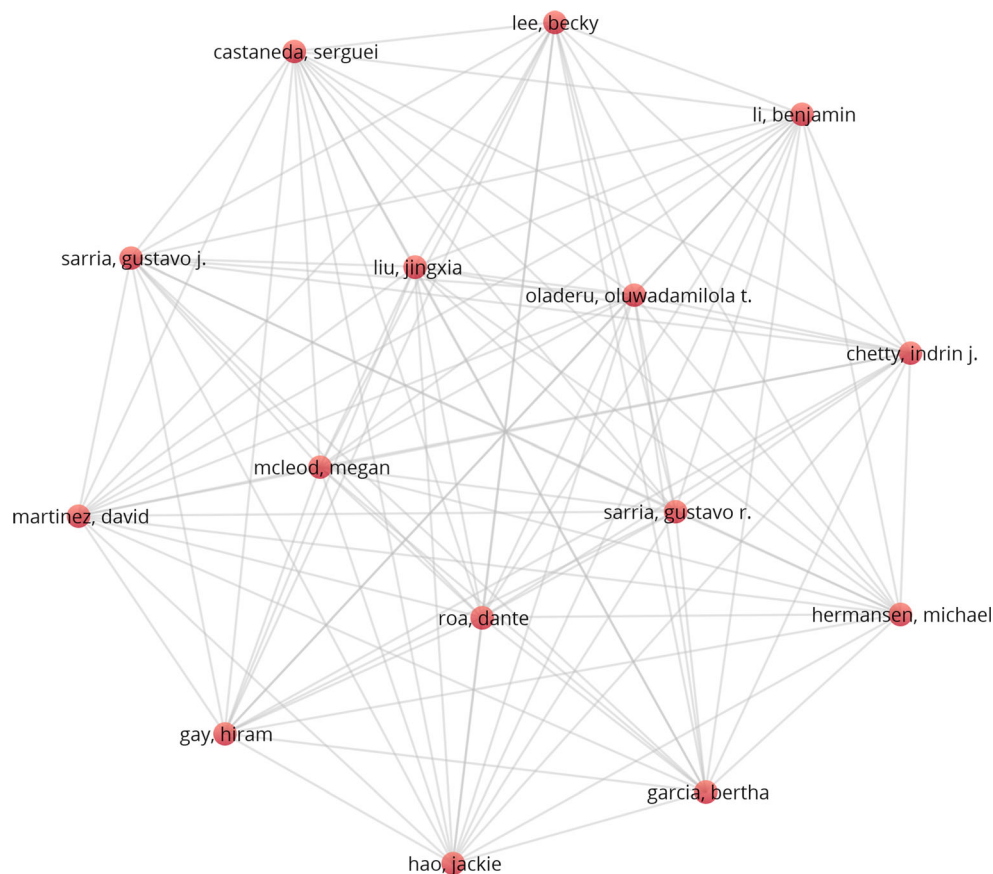 lee, becky
castaneda, serguei
li, benjamin
sarria, gustavo j.
liu, jingxia
oladeru, oluwadamilola t.
chetty, indrin j.
mcleod, megan
martinez, david
sarria, gustavo r.
roa, dante
hermansen, michael
gay, hiram
garcia, bertha
hao, jackie